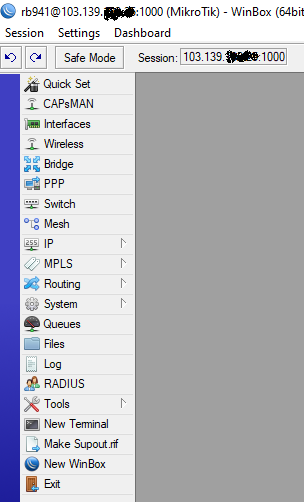 rb941@103.139. :1000 (MikroTik) - WinBox (64bit
Session Settings Dashboard
Safe Mode Session: 103.139. :1000
Quick Set
CAPsMAN
Interfaces
Wireless
Bridge
PPP
Switch
Mesh
IP
MPLS
Routing
System
Queues
Files
Log
RADIUS
Tools
New Terminal
Make Supout.rif
New WinBox
Exit